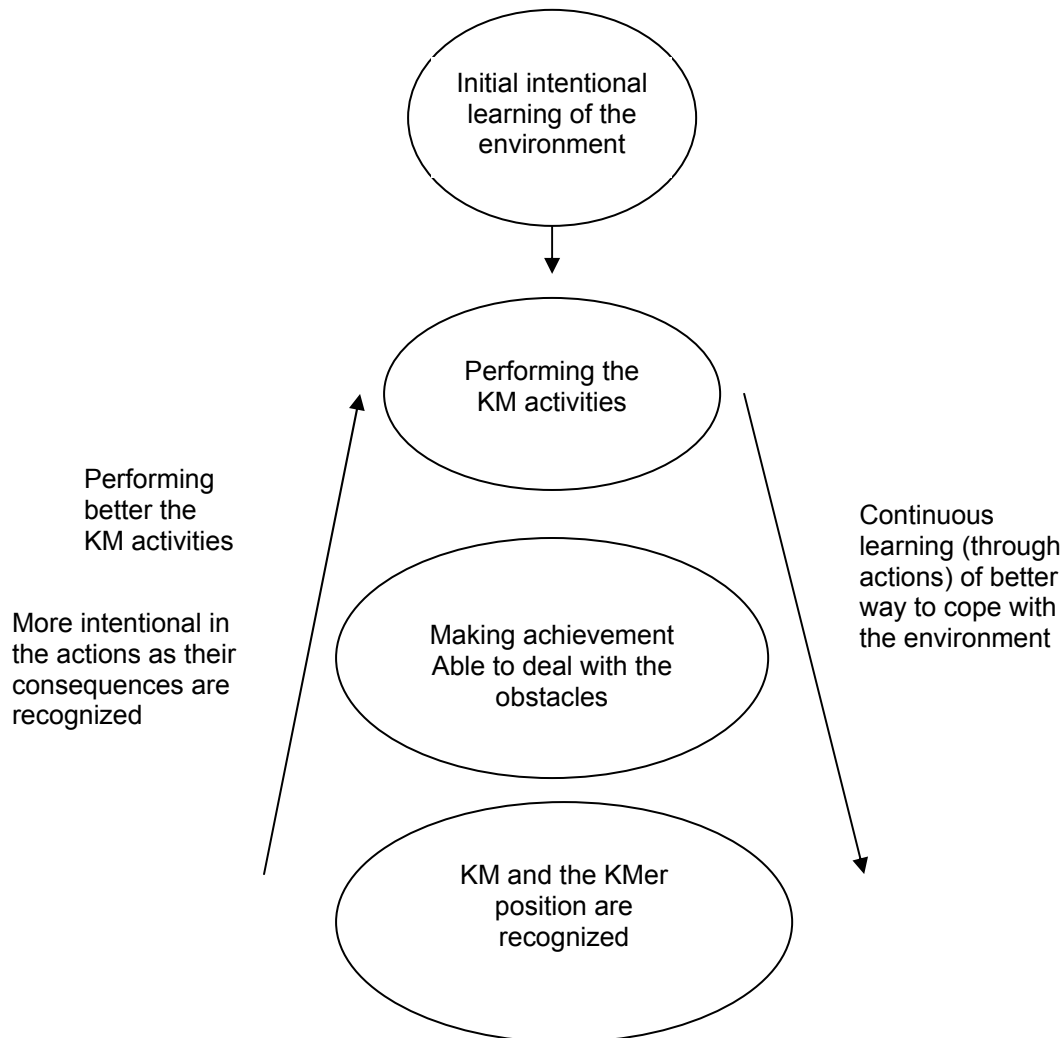 Initial intentional
learning of the
environment
Performing the
KM activities
Performing
better the
KM activities
More intentional in
the actions as their
consequences are
recognized
Continuous
learning (through
actions) of better
way to cope with
the environment
Making achievement
Able to deal with the
obstacles
KM and the KMer
position are
recognized